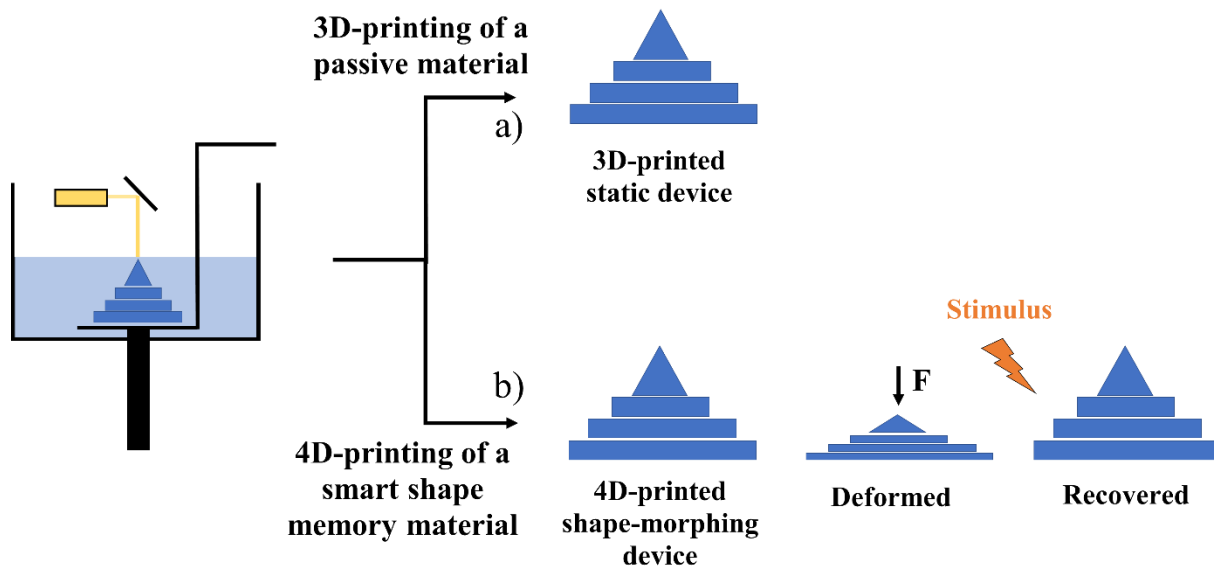 3D-printing of a
passive material
a)
3D-printed
static device
b)
4D-printing of a
smart shape
memory material
4D-printed
shape-morphing
device
F
Deformed
Stimulus
Recovered